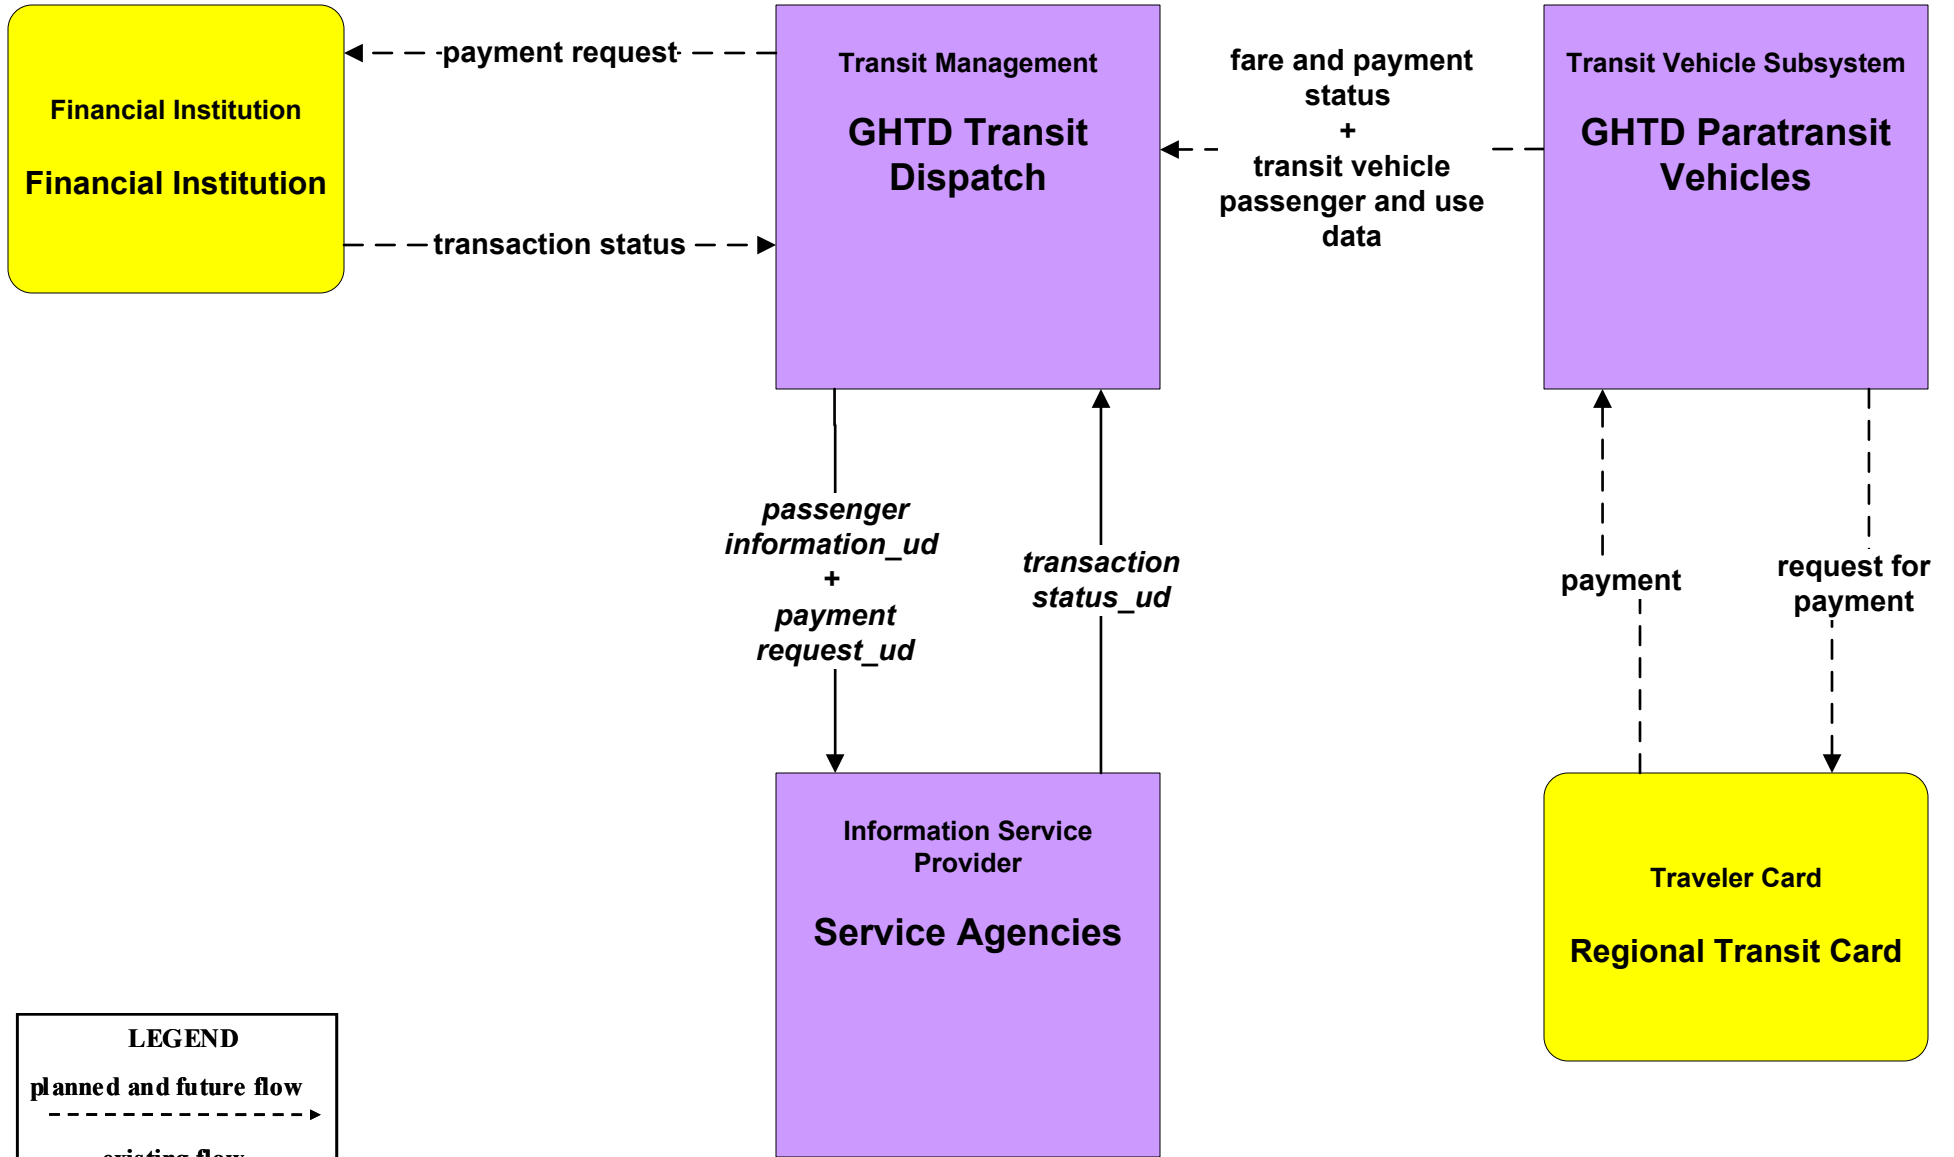 Financial Institution
Financial Institution
payment request
transaction status
Transit Management
GHTD Transit
Dispatch
fare and payment
status
+
transit vehicle
passenger and use
data
Transit Vehicle Subsystem
GHTD Paratransit
Vehicles
passenger
information_ud
+
payment
request_ud
transaction
status_ud
payment
request for
payment
Information Service
Provider
Service Agencies
Traveler Card
Regional Transit Card
LEGEND
planned and future flow
existing flow